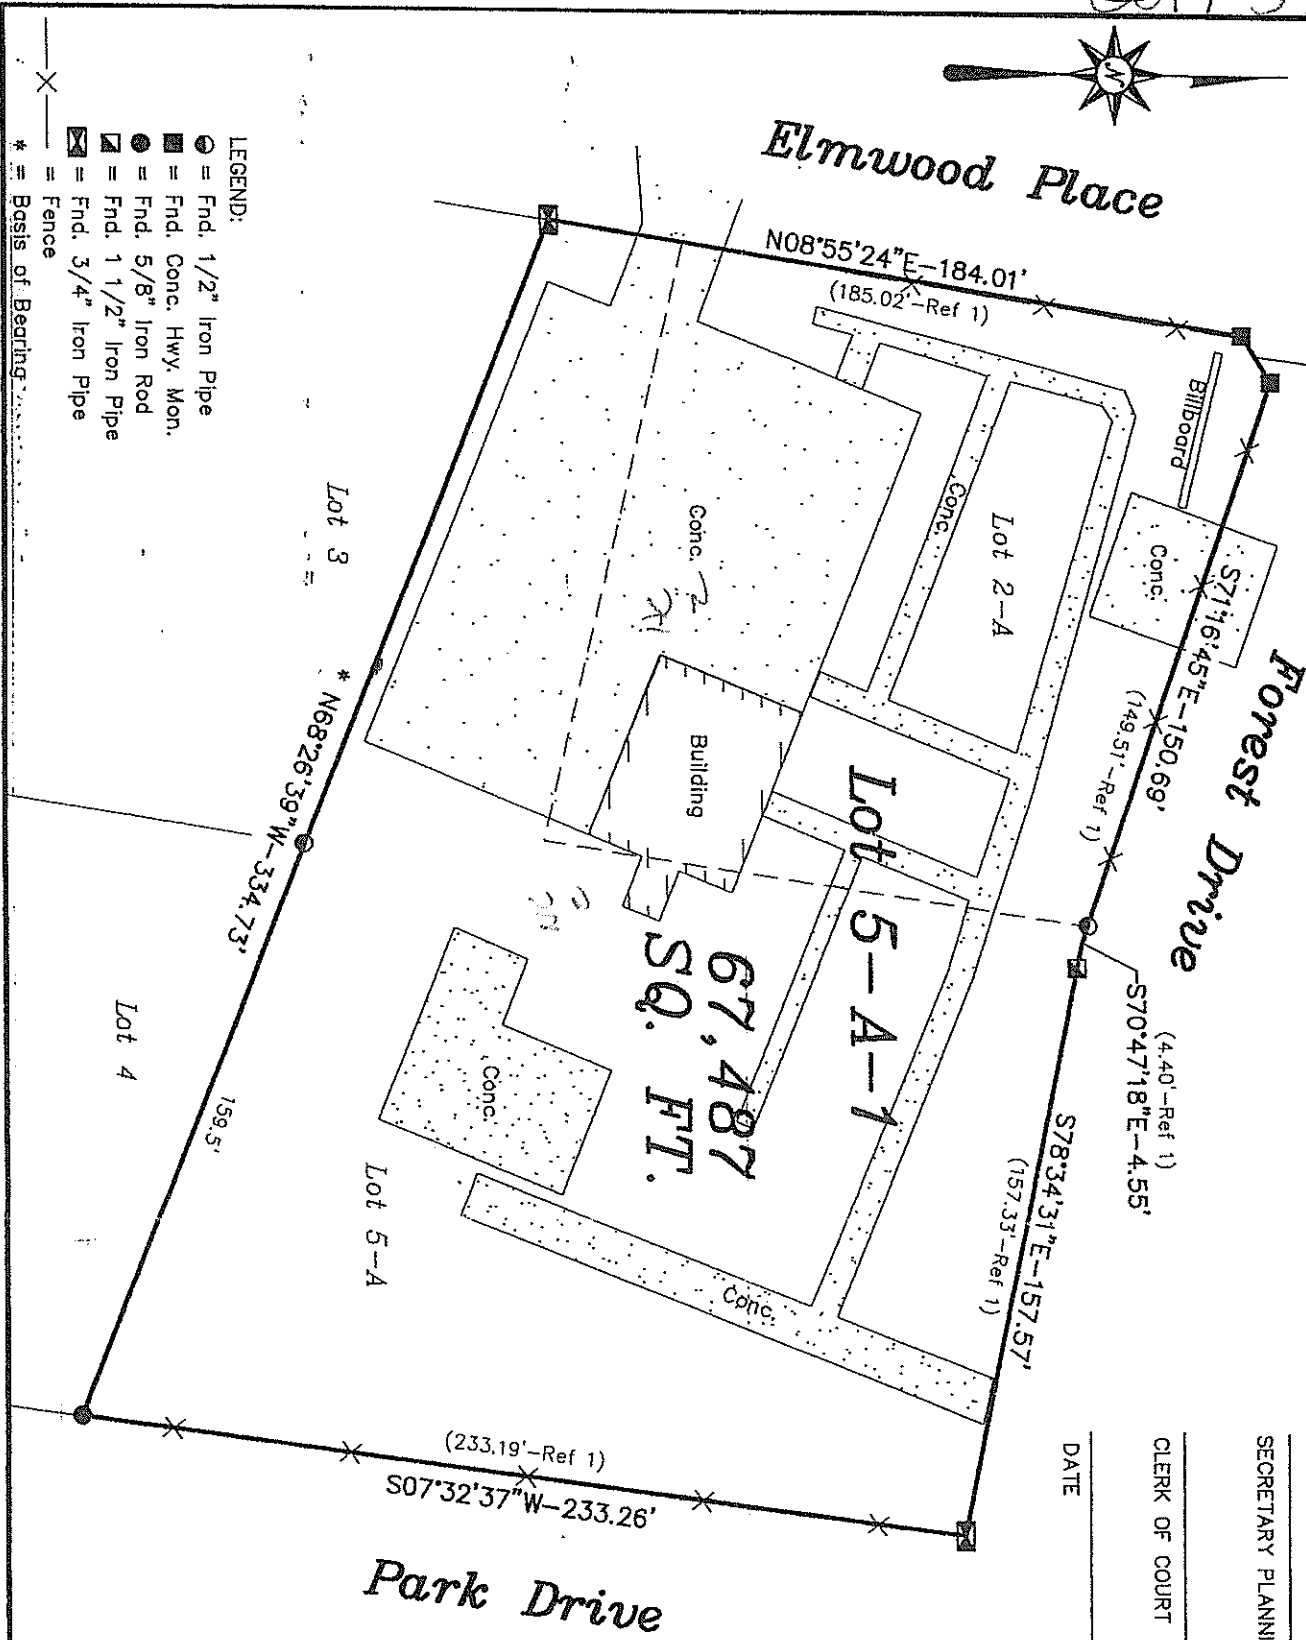 SECRETARY PLANNI
CLERK OF COURT
DATE
N
Elmwood Place
Forest Drive
Park Drive
N08°55'24"E-184.01'
(185.02'-Ref 1)
Billboard
Conc.
S71°16'45"E-150.69'
(149.51'-Ref 1)
(4.40'-Ref 1)
S70°47'18"E-4.55'
S78°34'31"E-157.57'
(157.33'-Ref 1)
Lot 2-A
Conc.
Conc.
Building
Lot 5-A-1
67,487
SQ. FT.
Conc.
Conc.
Lot 5-A
(233.19'-Ref 1)
S07°32'37"W-233.26'
Lot 3
* N68°26'39"W-334.73'
159.5'
Lot 4
LEGEND:
= Fnd. 1/2" Iron Pipe
= Fnd. Conc. Hwy. Mon.
= Fnd. 5/8" Iron Rod
= Fnd. 1 1/2" Iron Pipe
= Fnd. 3/4" Iron Pipe
= Fence
* = Basis of Bearing